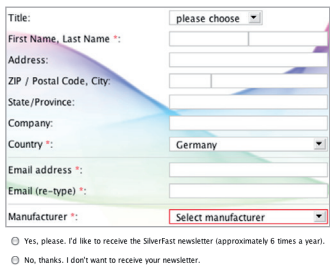 Title: please choose
First Name, Last Name *:
Address:
ZIP / Postal Code, City:
State/Province:
Company:
Country *: Germany
Email address *:
Email (re-type) *:
Manufacturer *: Select manufacturer
Yes, please. I'd like to receive the SilverFast newsletter (approximately 6 times a year).
No, thanks. I don't want to receive your newsletter.